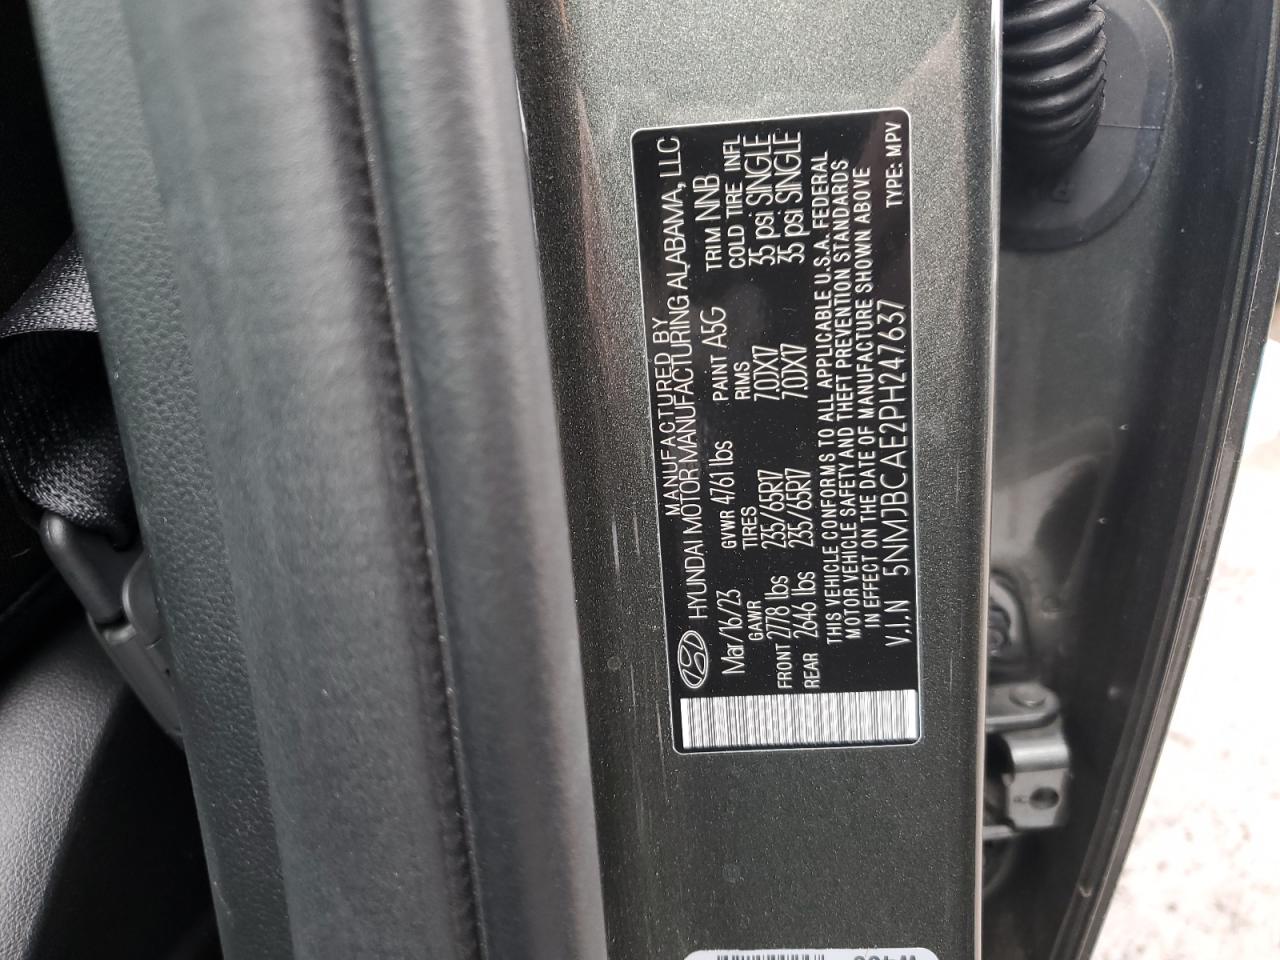 MANUFACTURED BY
HYUNDAI MOTOR MANUFACTURING ALABAMA, LLC
Mar/16/23 GVWR 4761 lbs PAINT A5G TRIM NNB
GAWR TIRES RIMS COLD TIRE INFL
FRONT 2778 lbs 235/65R17 7.0JX17 35 psi SINGLE
REAR 2646 lbs 235/65R17 7.0JX17 35 psi SINGLE
THIS VEHICLE CONFORMS TO ALL APPLICABLE U.S.A. FEDERAL
MOTOR VEHICLE SAFETY AND THEFT PREVENTION STANDARDS
IN EFFECT ON THE DATE OF MANUFACTURE SHOWN ABOVE
V.I.N 5NMJBCAE2PH247637 TYPE: MPV